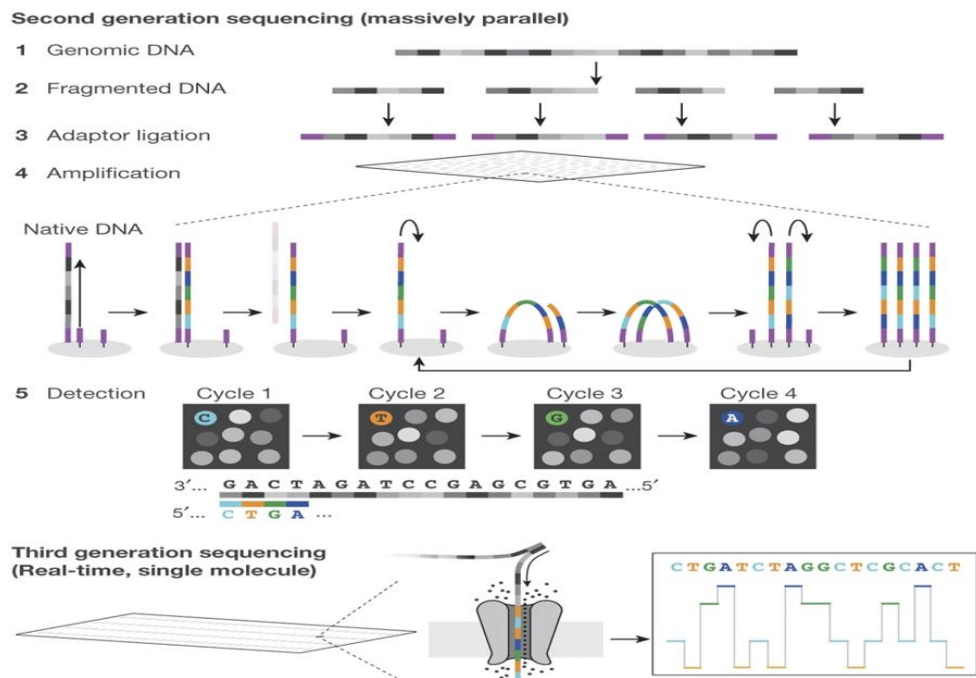 Second generation sequencing (massively parallel)
1 Genomic DNA
2 Fragmented DNA
3 Adaptor ligation
4 Amplification
Native DNA
5 Detection
Cycle 1 Cycle 2 Cycle 3 Cycle 4
C T G A
3′... G A C T A G A T C C G A G C G T G A ...5′
5′... C T G A ...
Third generation sequencing
(Real-time, single molecule)
C T G A T C T A G G C T C G C A C T